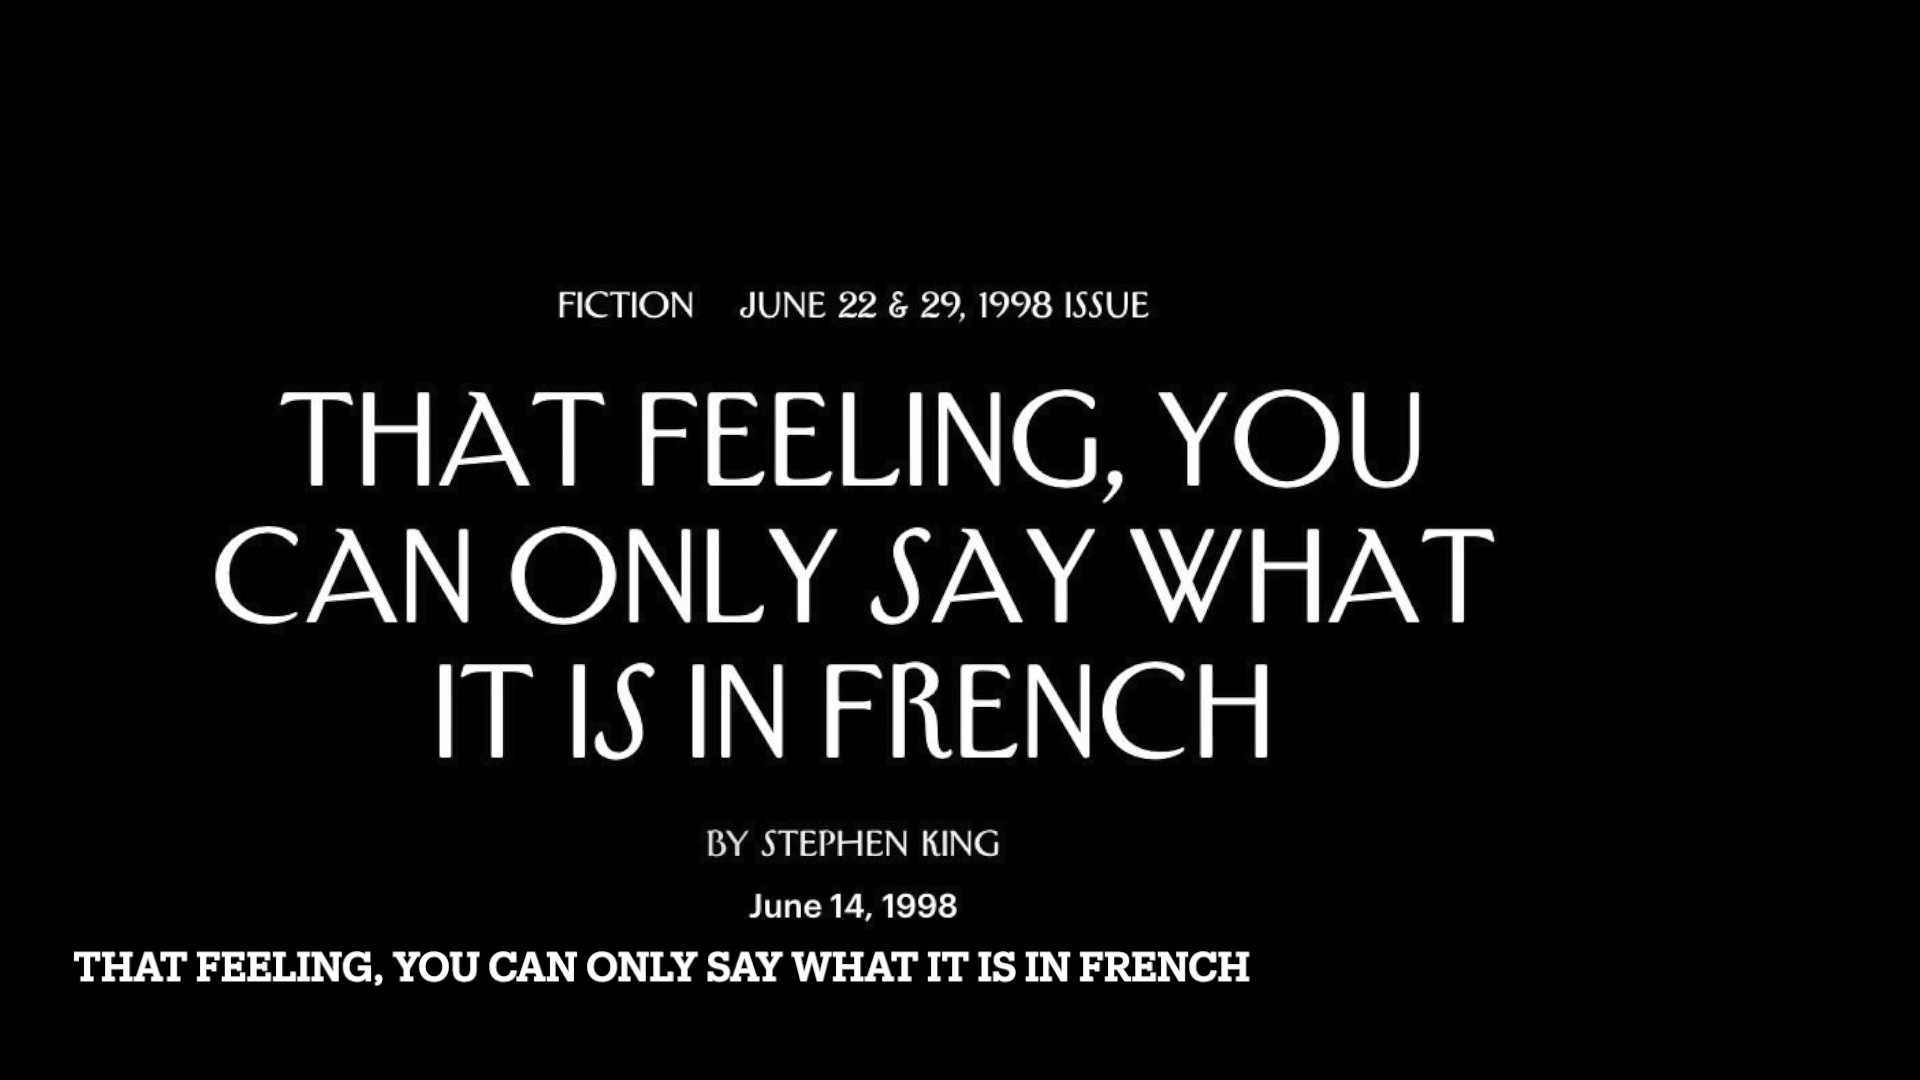 FICTION JUNE 22 & 29, 1998 ISSUE
THAT FEELING, YOU
CAN ONLY SAY WHAT
IT IS IN FRENCH
BY STEPHEN KING
June 14, 1998
THAT FEELING, YOU CAN ONLY SAY WHAT IT IS IN FRENCH